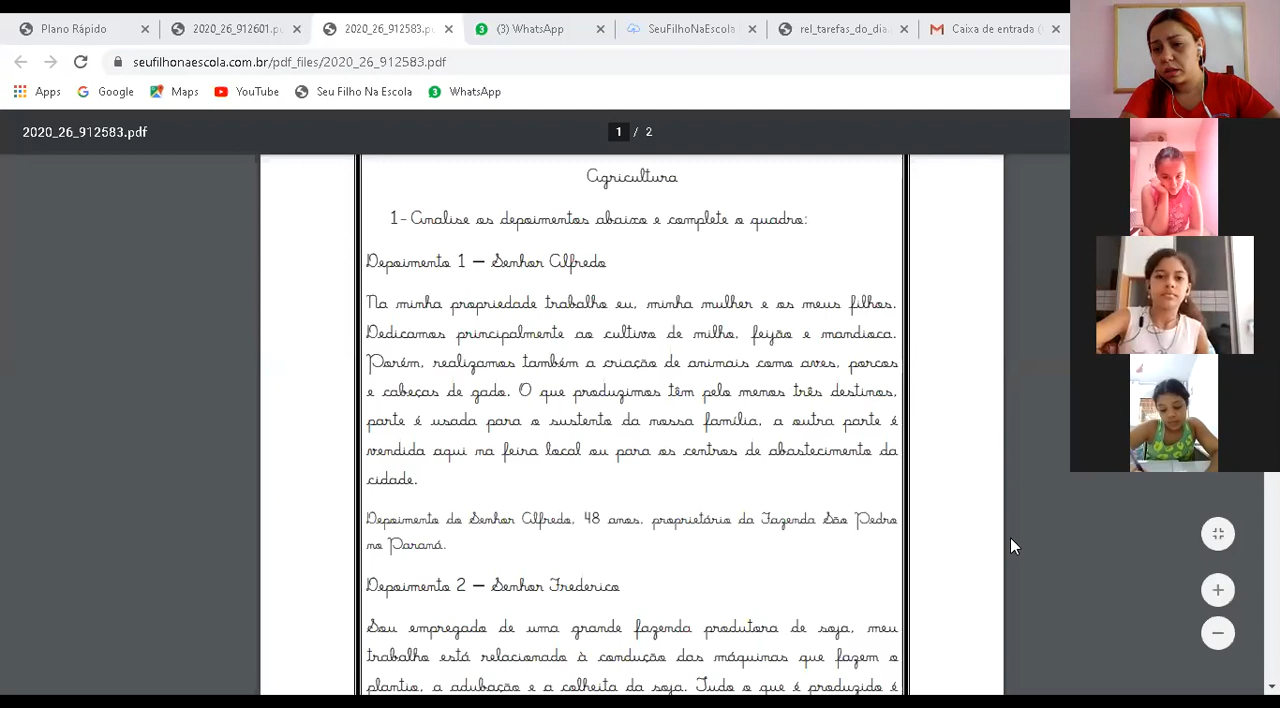 Plano Rápido
2020_26_912601.p
2020_26_912583.p
(3) WhatsApp
SeuFilhoNaEscola
rel_tarefas_do_dia.
Caixa de entrada (
seufilhonaescola.com.br/pdf_files/2020_26_912583.pdf
Apps Google Maps YouTube Seu Filho Na Escola WhatsApp
2020_26_912583.pdf
1 / 2
Agricultura
1- Analise os depoimentos abaixo e complete o quadro:
Depoimento 1 – Senhor Alfredo
Na minha propriedade trabalho eu, minha mulher e os meus filhos.
Dedicamos principalmente ao cultivo de milho, feijão e mandioca.
Porém, realizamos também a criação de animais como aves, porcos
e cabeças de gado. O que produzimos têm pelo menos três destinos,
parte é usada para o sustento da nossa família, a outra parte é
vendida aqui na feira local ou para os centros de abastecimento da
cidade.
Depoimento do Senhor Alfredo, 48 anos, proprietário da Fazenda São Pedro
no Paraná.
Depoimento 2 – Senhor Frederico
Sou empregado de uma grande fazenda produtora de soja, meu
trabalho está relacionado à condução das máquinas que fazem o
plantio, a adubação e a colheita da soja. Tudo o que é produzido é